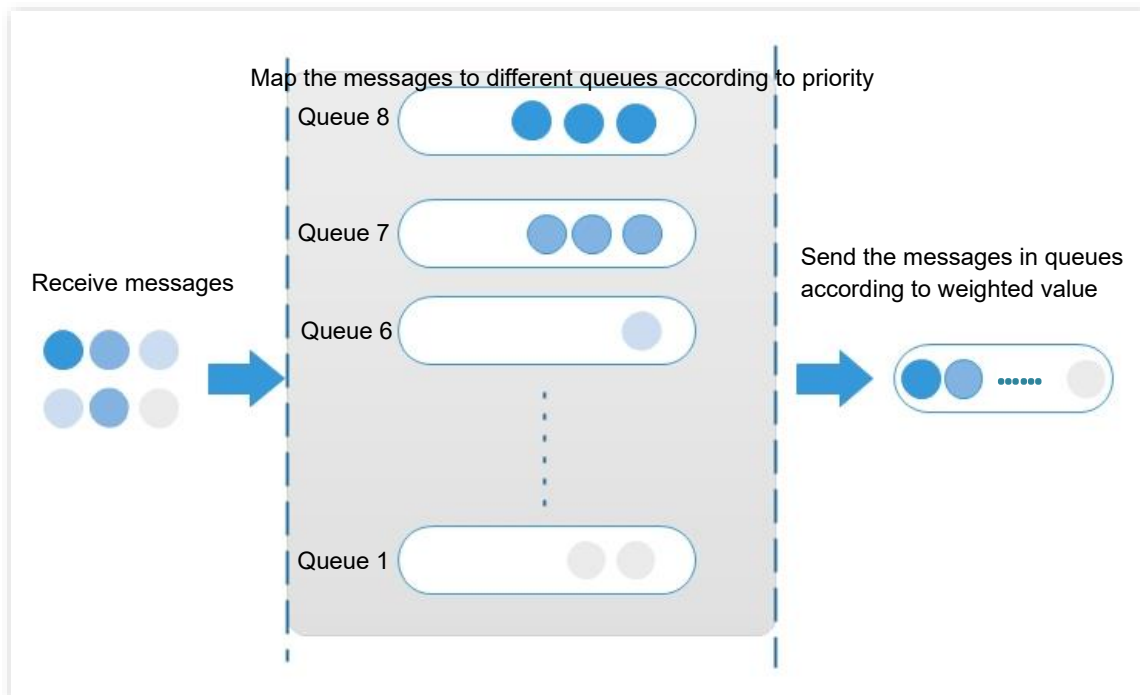 Map the messages to different queues according to priority
Queue 8
Queue 7
Receive messages
Queue 6
Queue 1
Send the messages in queues
according to weighted value